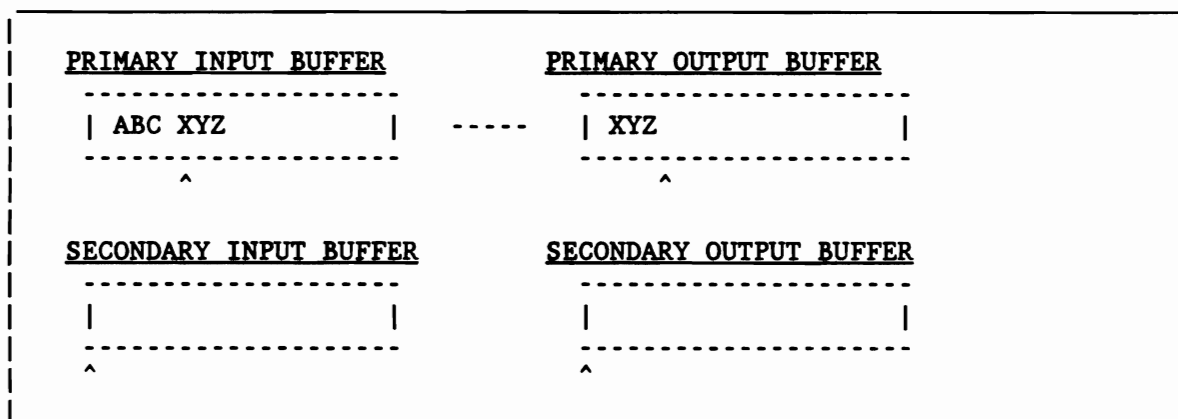 PRIMARY INPUT BUFFER PRIMARY OUTPUT BUFFER
--------------------  ---------------------
| ABC XYZ | ----- | XYZ |
--------------------  ---------------------
^ ^
SECONDARY INPUT BUFFER SECONDARY OUTPUT BUFFER
--------------------  ---------------------
| | | |
--------------------  ---------------------
^ ^